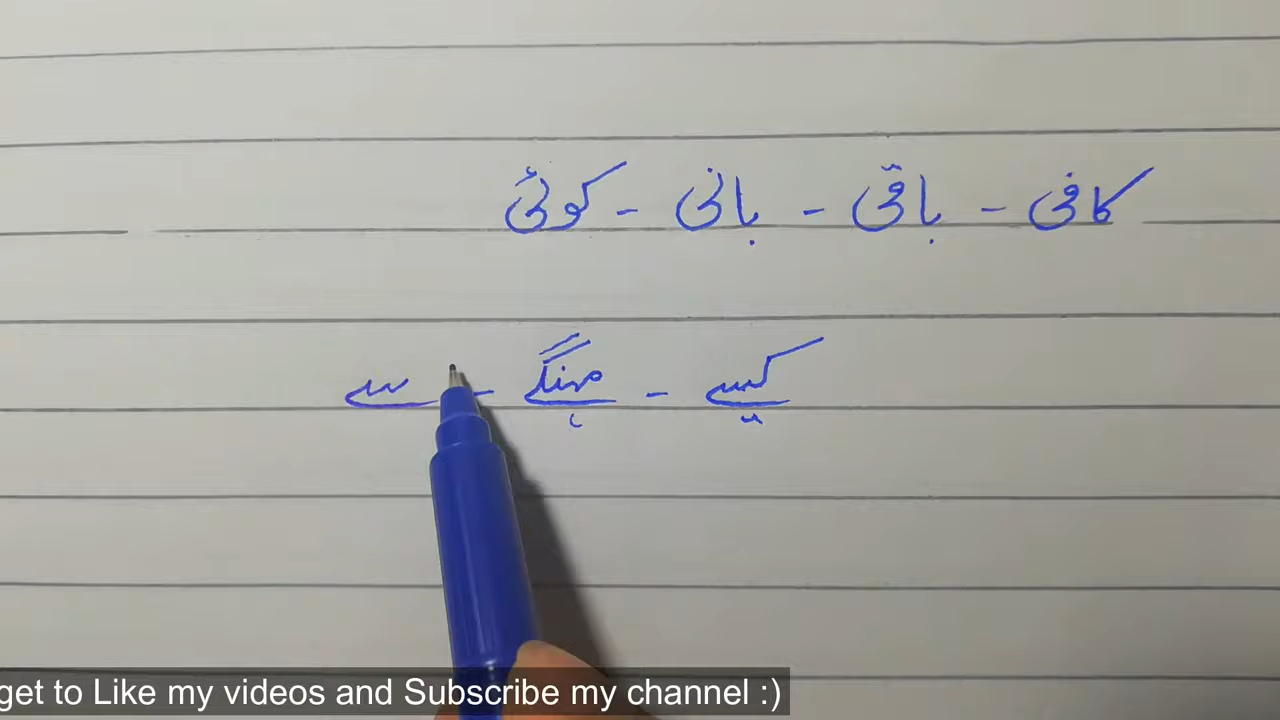 کافی - باقی - بانی - کوئی
کیسے - مہنگے - سے
get to Like my videos and Subscribe my channel :)